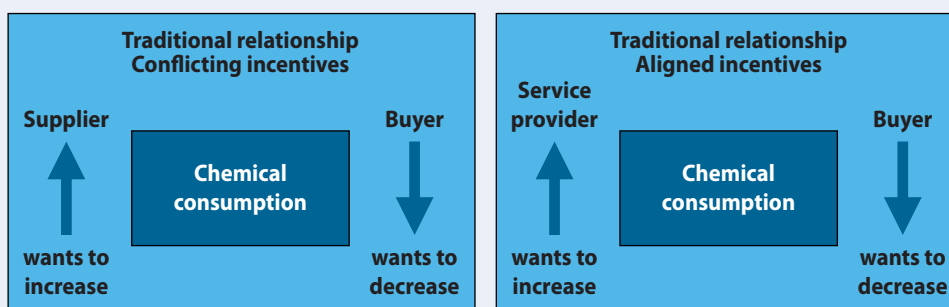 Traditional relationship
Conflicting incentives
Supplier
Buyer
Chemical
consumption
wants to
increase
wants to
decrease
Traditional relationship
Aligned incentives
Service
provider
Buyer
Chemical
consumption
wants to
increase
wants to
decrease